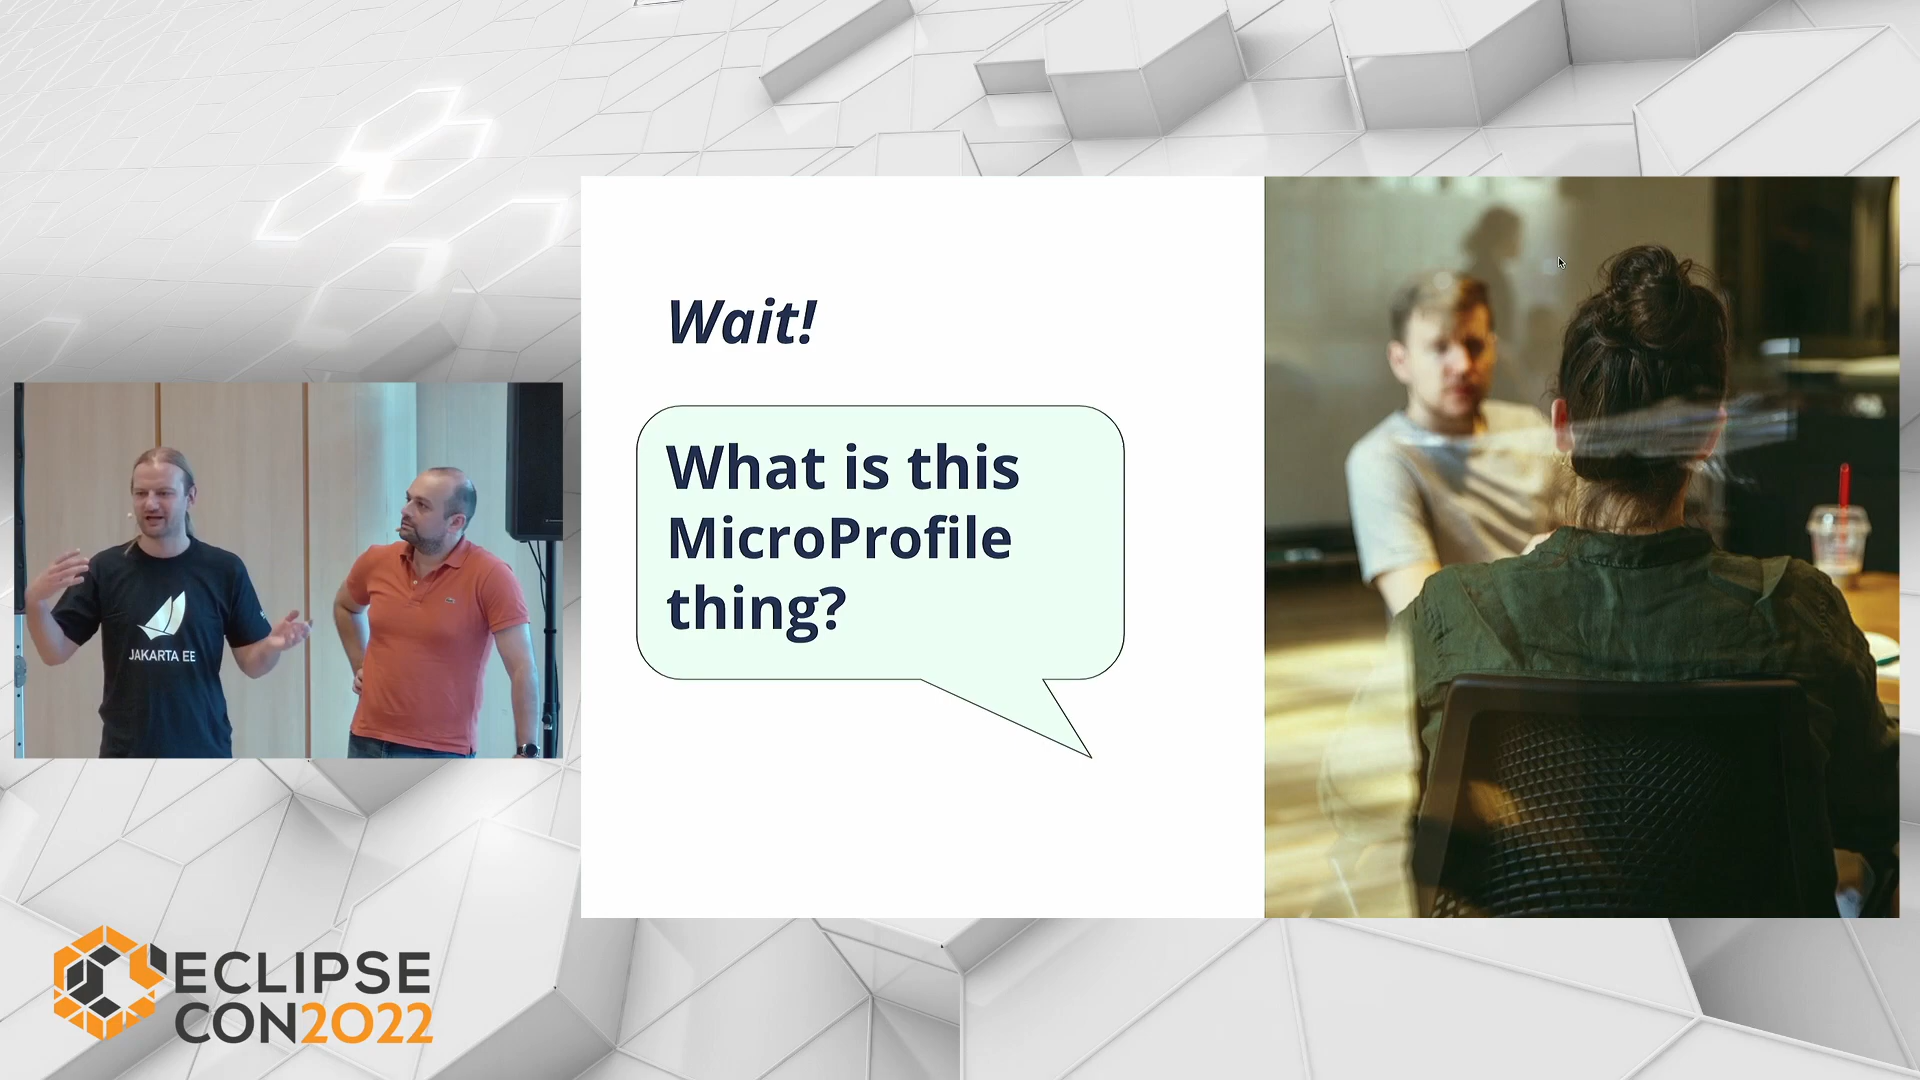 Wait!
What is this
MicroProfile
thing?
JAKARTA EE
ECLIPSE
CON2022